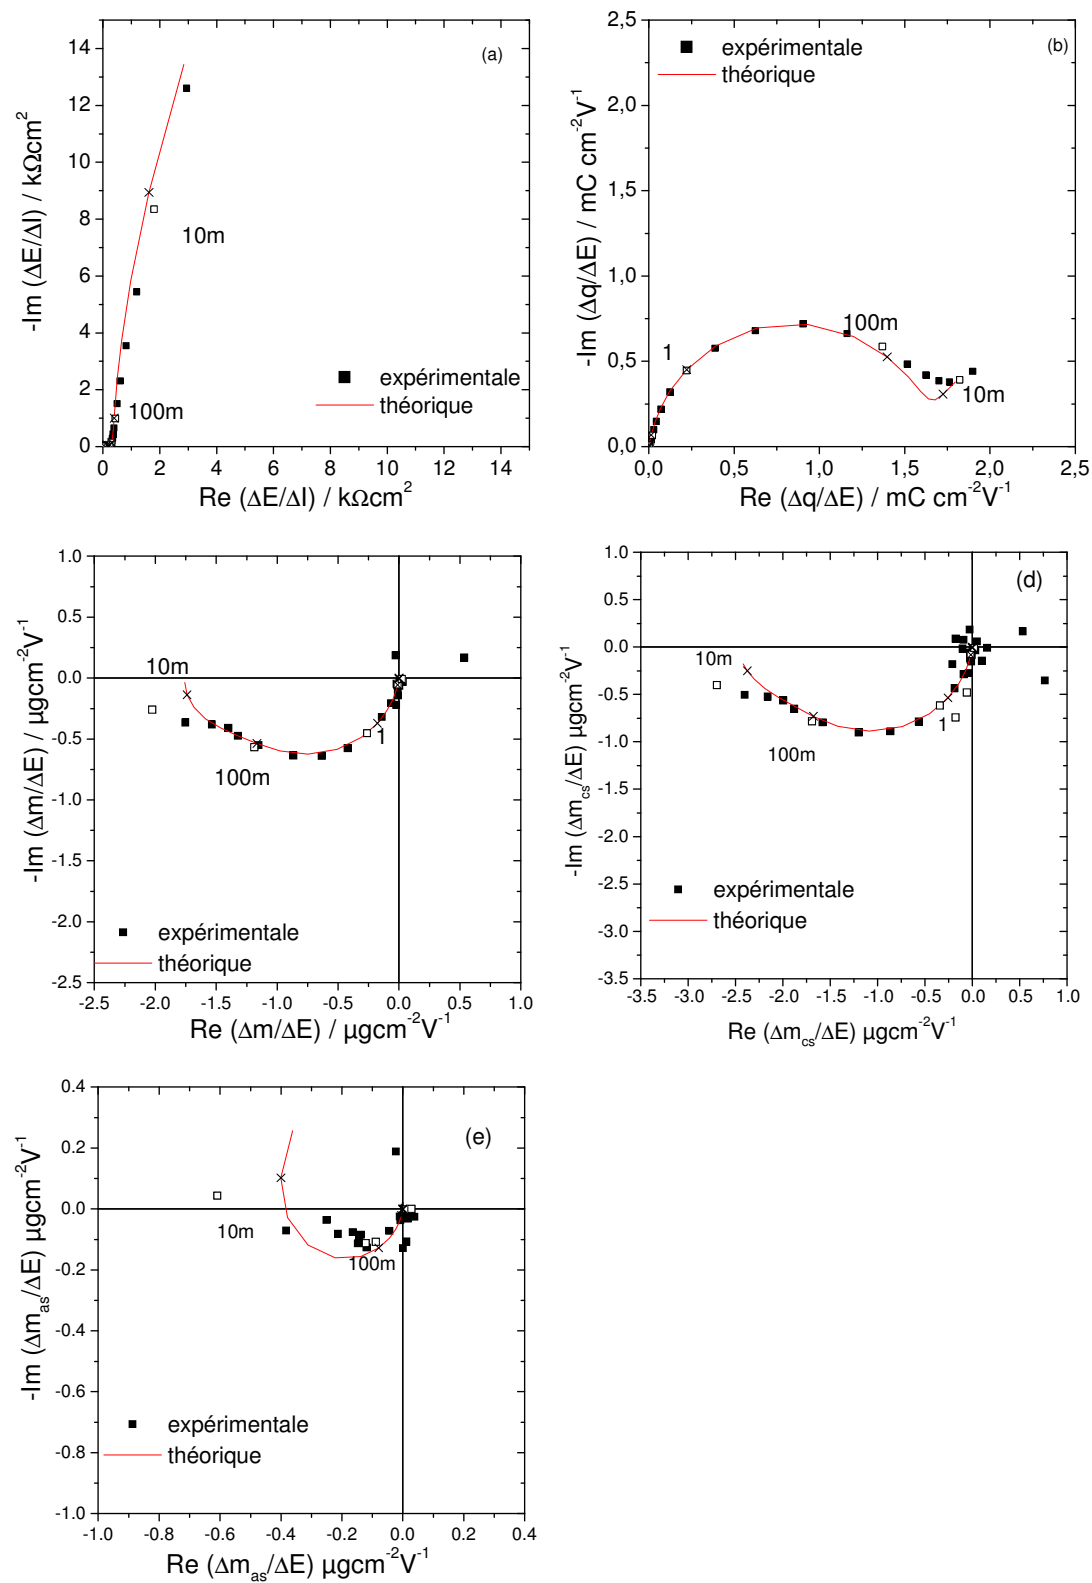 (a)
14
12
10
8
6
4
2
0
-Im (ΔE/ΔI) / kΩcm²
10m
100m
expérimentale
théorique
0 2 4 6 8 10 12 14
Re (ΔE/ΔI) / kΩcm²
(b)
2,5
2,0
1,5
1,0
0,5
0,0
-Im (Δq/ΔE) / mC cm⁻²V⁻¹
expérimentale
théorique
1
100m
10m
0,0 0,5 1,0 1,5 2,0 2,5
Re (Δq/ΔE) / mC cm⁻²V⁻¹
1.0
0.5
0.0
-0.5
-1.0
-1.5
-2.0
-2.5
-Im (Δm/ΔE) / µgcm⁻²V⁻¹
10m
1
100m
expérimentale
théorique
-2.5 -2.0 -1.5 -1.0 -0.5 0.0 0.5 1.0
Re (Δm/ΔE) / µgcm⁻²V⁻¹
(d)
1.0
0.5
0.0
-0.5
-1.0
-1.5
-2.0
-2.5
-3.0
-3.5
-Im (Δm_cs/ΔE) µgcm⁻²V⁻¹
10m
1
100m
expérimentale
théorique
-3.5 -3.0 -2.5 -2.0 -1.5 -1.0 -0.5 0.0 0.5 1.0
Re (Δm_cs/ΔE) µgcm⁻²V⁻¹
(e)
0.4
0.2
0.0
-0.2
-0.4
-0.6
-0.8
-1.0
-Im (Δm_as/ΔE) µgcm⁻²V⁻¹
10m
100m
expérimentale
théorique
-1.0 -0.8 -0.6 -0.4 -0.2 0.0 0.2 0.4
Re (Δm_as/ΔE) µgcm⁻²V⁻¹